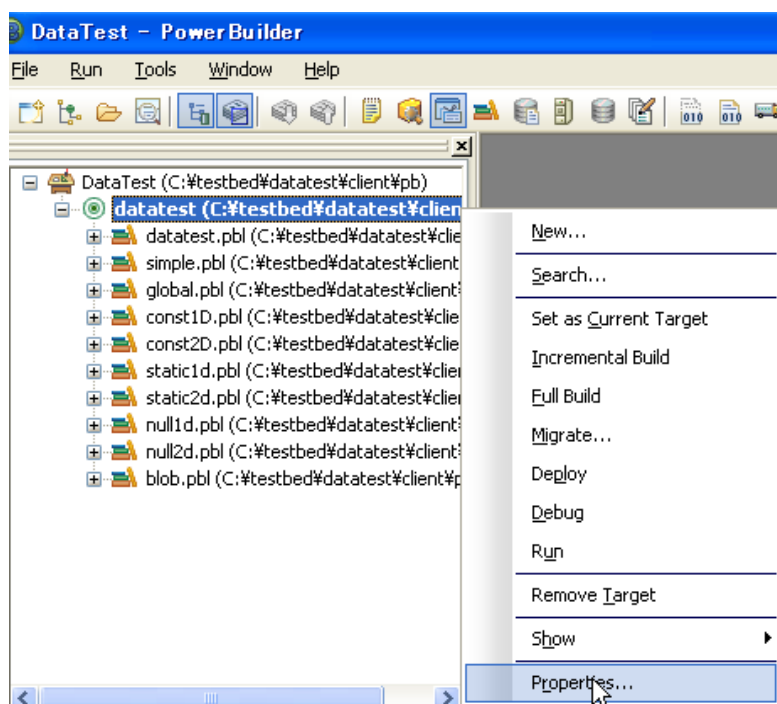 DataTest - PowerBuilder
File Run Tools Window Help
DataTest (C:¥testbed¥datatest¥client¥pb)
datatest (C:¥testbed¥datatest¥clien
datatest.pbl (C:¥testbed¥datatest¥clie
simple.pbl (C:¥testbed¥datatest¥client
global.pbl (C:¥testbed¥datatest¥client¥
const1D.pbl (C:¥testbed¥datatest¥clie
const2D.pbl (C:¥testbed¥datatest¥clie
static1d.pbl (C:¥testbed¥datatest¥clien
static2d.pbl (C:¥testbed¥datatest¥clien
null1d.pbl (C:¥testbed¥datatest¥client¥
null2d.pbl (C:¥testbed¥datatest¥client¥
blob.pbl (C:¥testbed¥datatest¥client¥p
New...
Search...
Set as Current Target
Incremental Build
Full Build
Migrate...
Deploy
Debug
Run
Remove Target
Show
Properties...